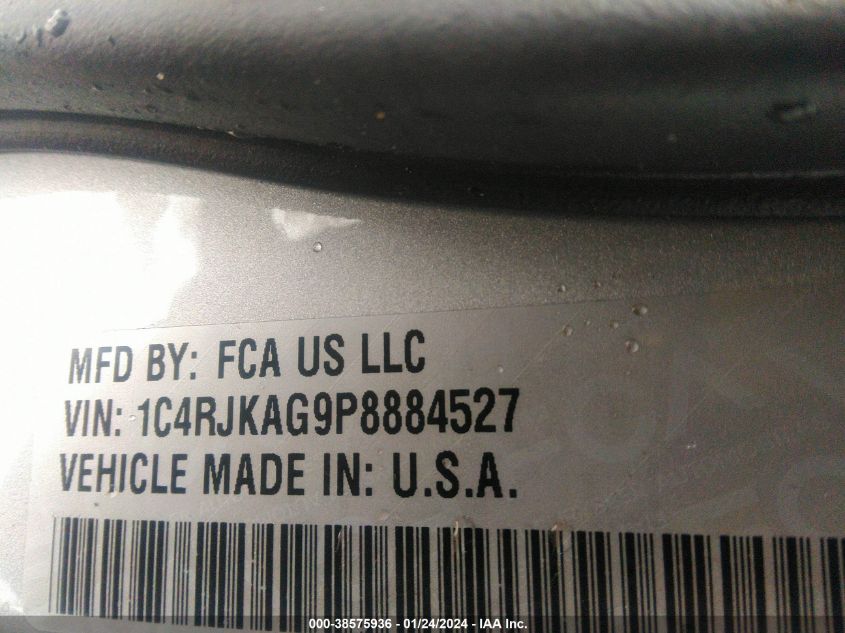 MFD BY: FCA US LLC
VIN: 1C4RJKAG9P8884527
VEHICLE MADE IN: U.S.A.
000-38575936 - 01/24/2024 - IAA Inc.